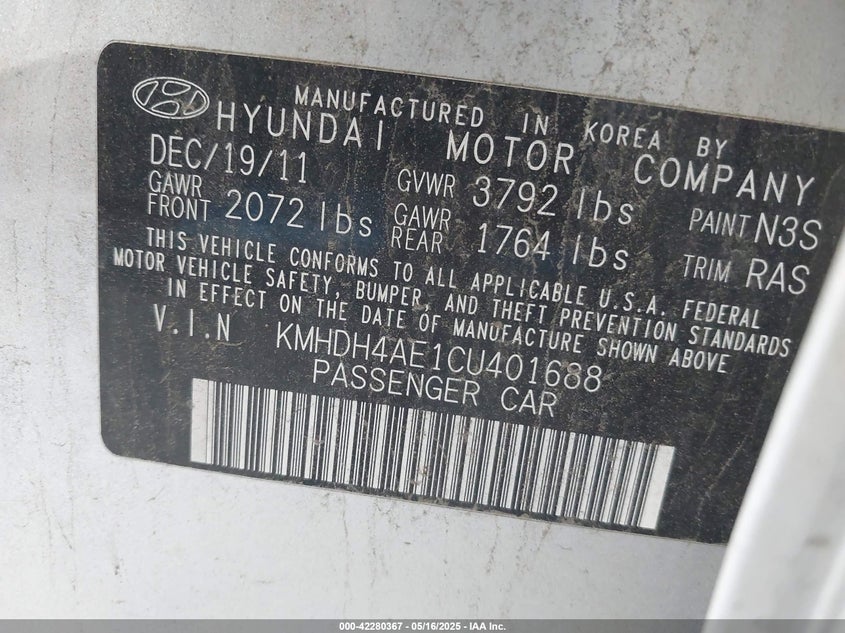 MANUFACTURED IN KOREA BY
HYUNDAI MOTOR COMPANY
DEC/19/11 GVWR 3792 lbs PAINT N3S
GAWR FRONT 2072 lbs GAWR REAR 1764 lbs TRIM RAS
THIS VEHICLE CONFORMS TO ALL APPLICABLE U.S.A. FEDERAL
MOTOR VEHICLE SAFETY, BUMPER, AND THEFT PREVENTION STANDARDS
IN EFFECT ON THE DATE OF MANUFACTURE SHOWN ABOVE
V.I.N KMHDH4AE1CU401688
PASSENGER CAR
000-42280367 - 05/16/2025 - IAA Inc.